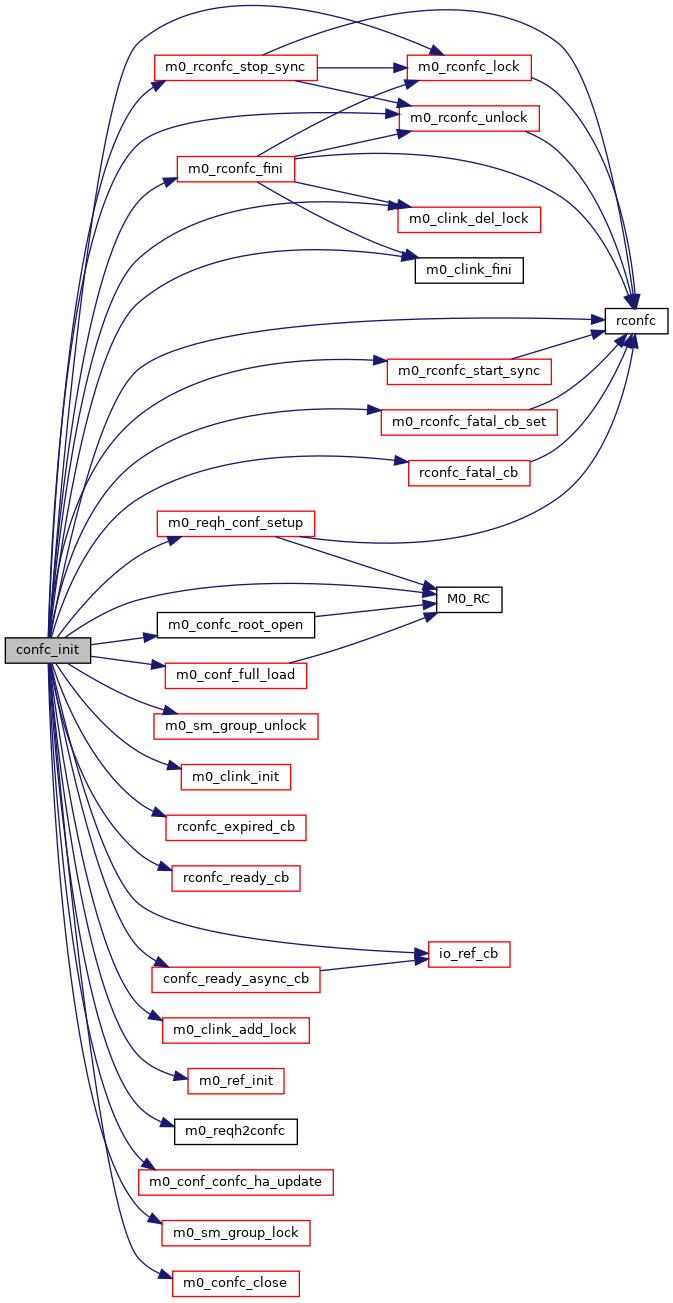 m0_rconfc_stop_sync
m0_rconfc_lock
m0_rconfc_unlock
m0_rconfc_fini
m0_clink_del_lock
m0_clink_fini
rconfc
m0_rconfc_start_sync
m0_rconfc_fatal_cb_set
rconfc_fatal_cb
m0_reqh_conf_setup
M0_RC
m0_confc_root_open
confc_init
m0_conf_full_load
m0_sm_group_unlock
m0_clink_init
rconfc_expired_cb
rconfc_ready_cb
io_ref_cb
confc_ready_async_cb
m0_clink_add_lock
m0_ref_init
m0_reqh2confc
m0_conf_confc_ha_update
m0_sm_group_lock
m0_confc_close